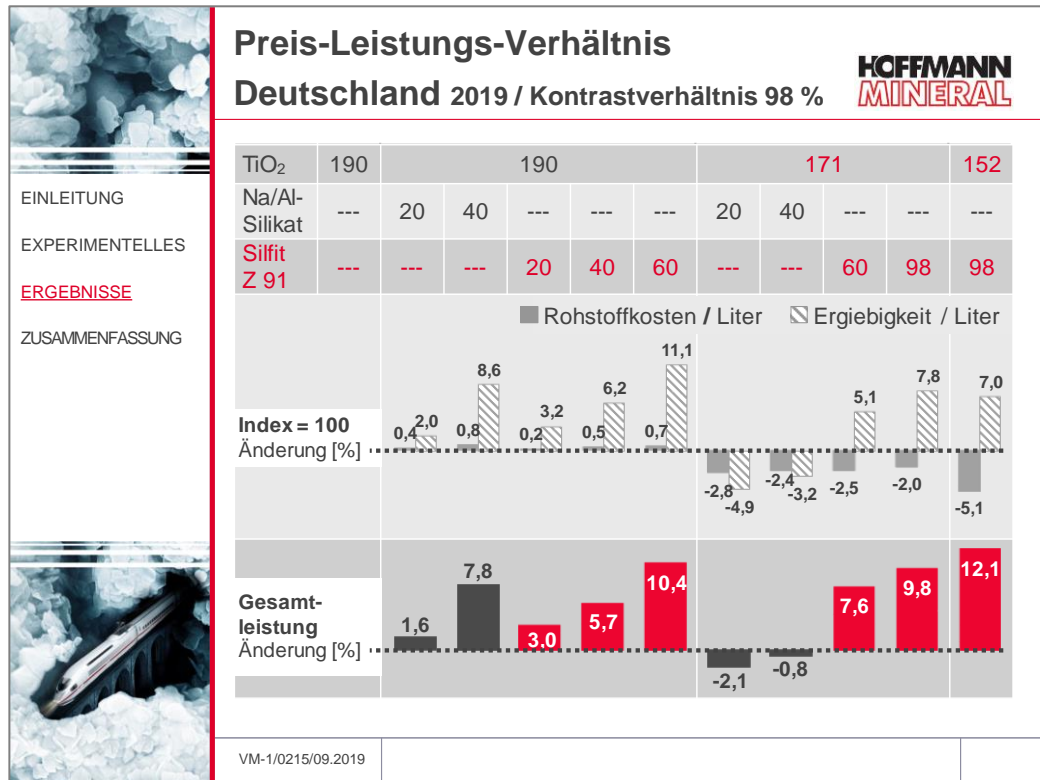 Preis-Leistungs-Verhältnis
Deutschland 2019 / Kontrastverhältnis 98 %
HOFFMANN
MINERAL
EINLEITUNG
EXPERIMENTELLES
ERGEBNISSE
ZUSAMMENFASSUNG
TiO2 190 190 171 152
Na/Al-
Silikat --- 20 40 --- --- --- 20 40 --- --- ---
Silfit
Z 91 --- --- --- 20 40 60 --- --- 60 98 98
Rohstoffkosten / Liter Ergiebigkeit / Liter
Index = 100
Änderung [%]
0,4 2,0 0,8 8,6 0,2 3,2 0,5 6,2 0,7 11,1 -2,8 -4,9 -2,4 -3,2 -2,5 5,1 -2,0 7,8 -5,1 7,0
Gesamt-
leistung
Änderung [%]
1,6 7,8 3,0 5,7 10,4 -2,1 -0,8 7,6 9,8 12,1
VM-1/0215/09.2019